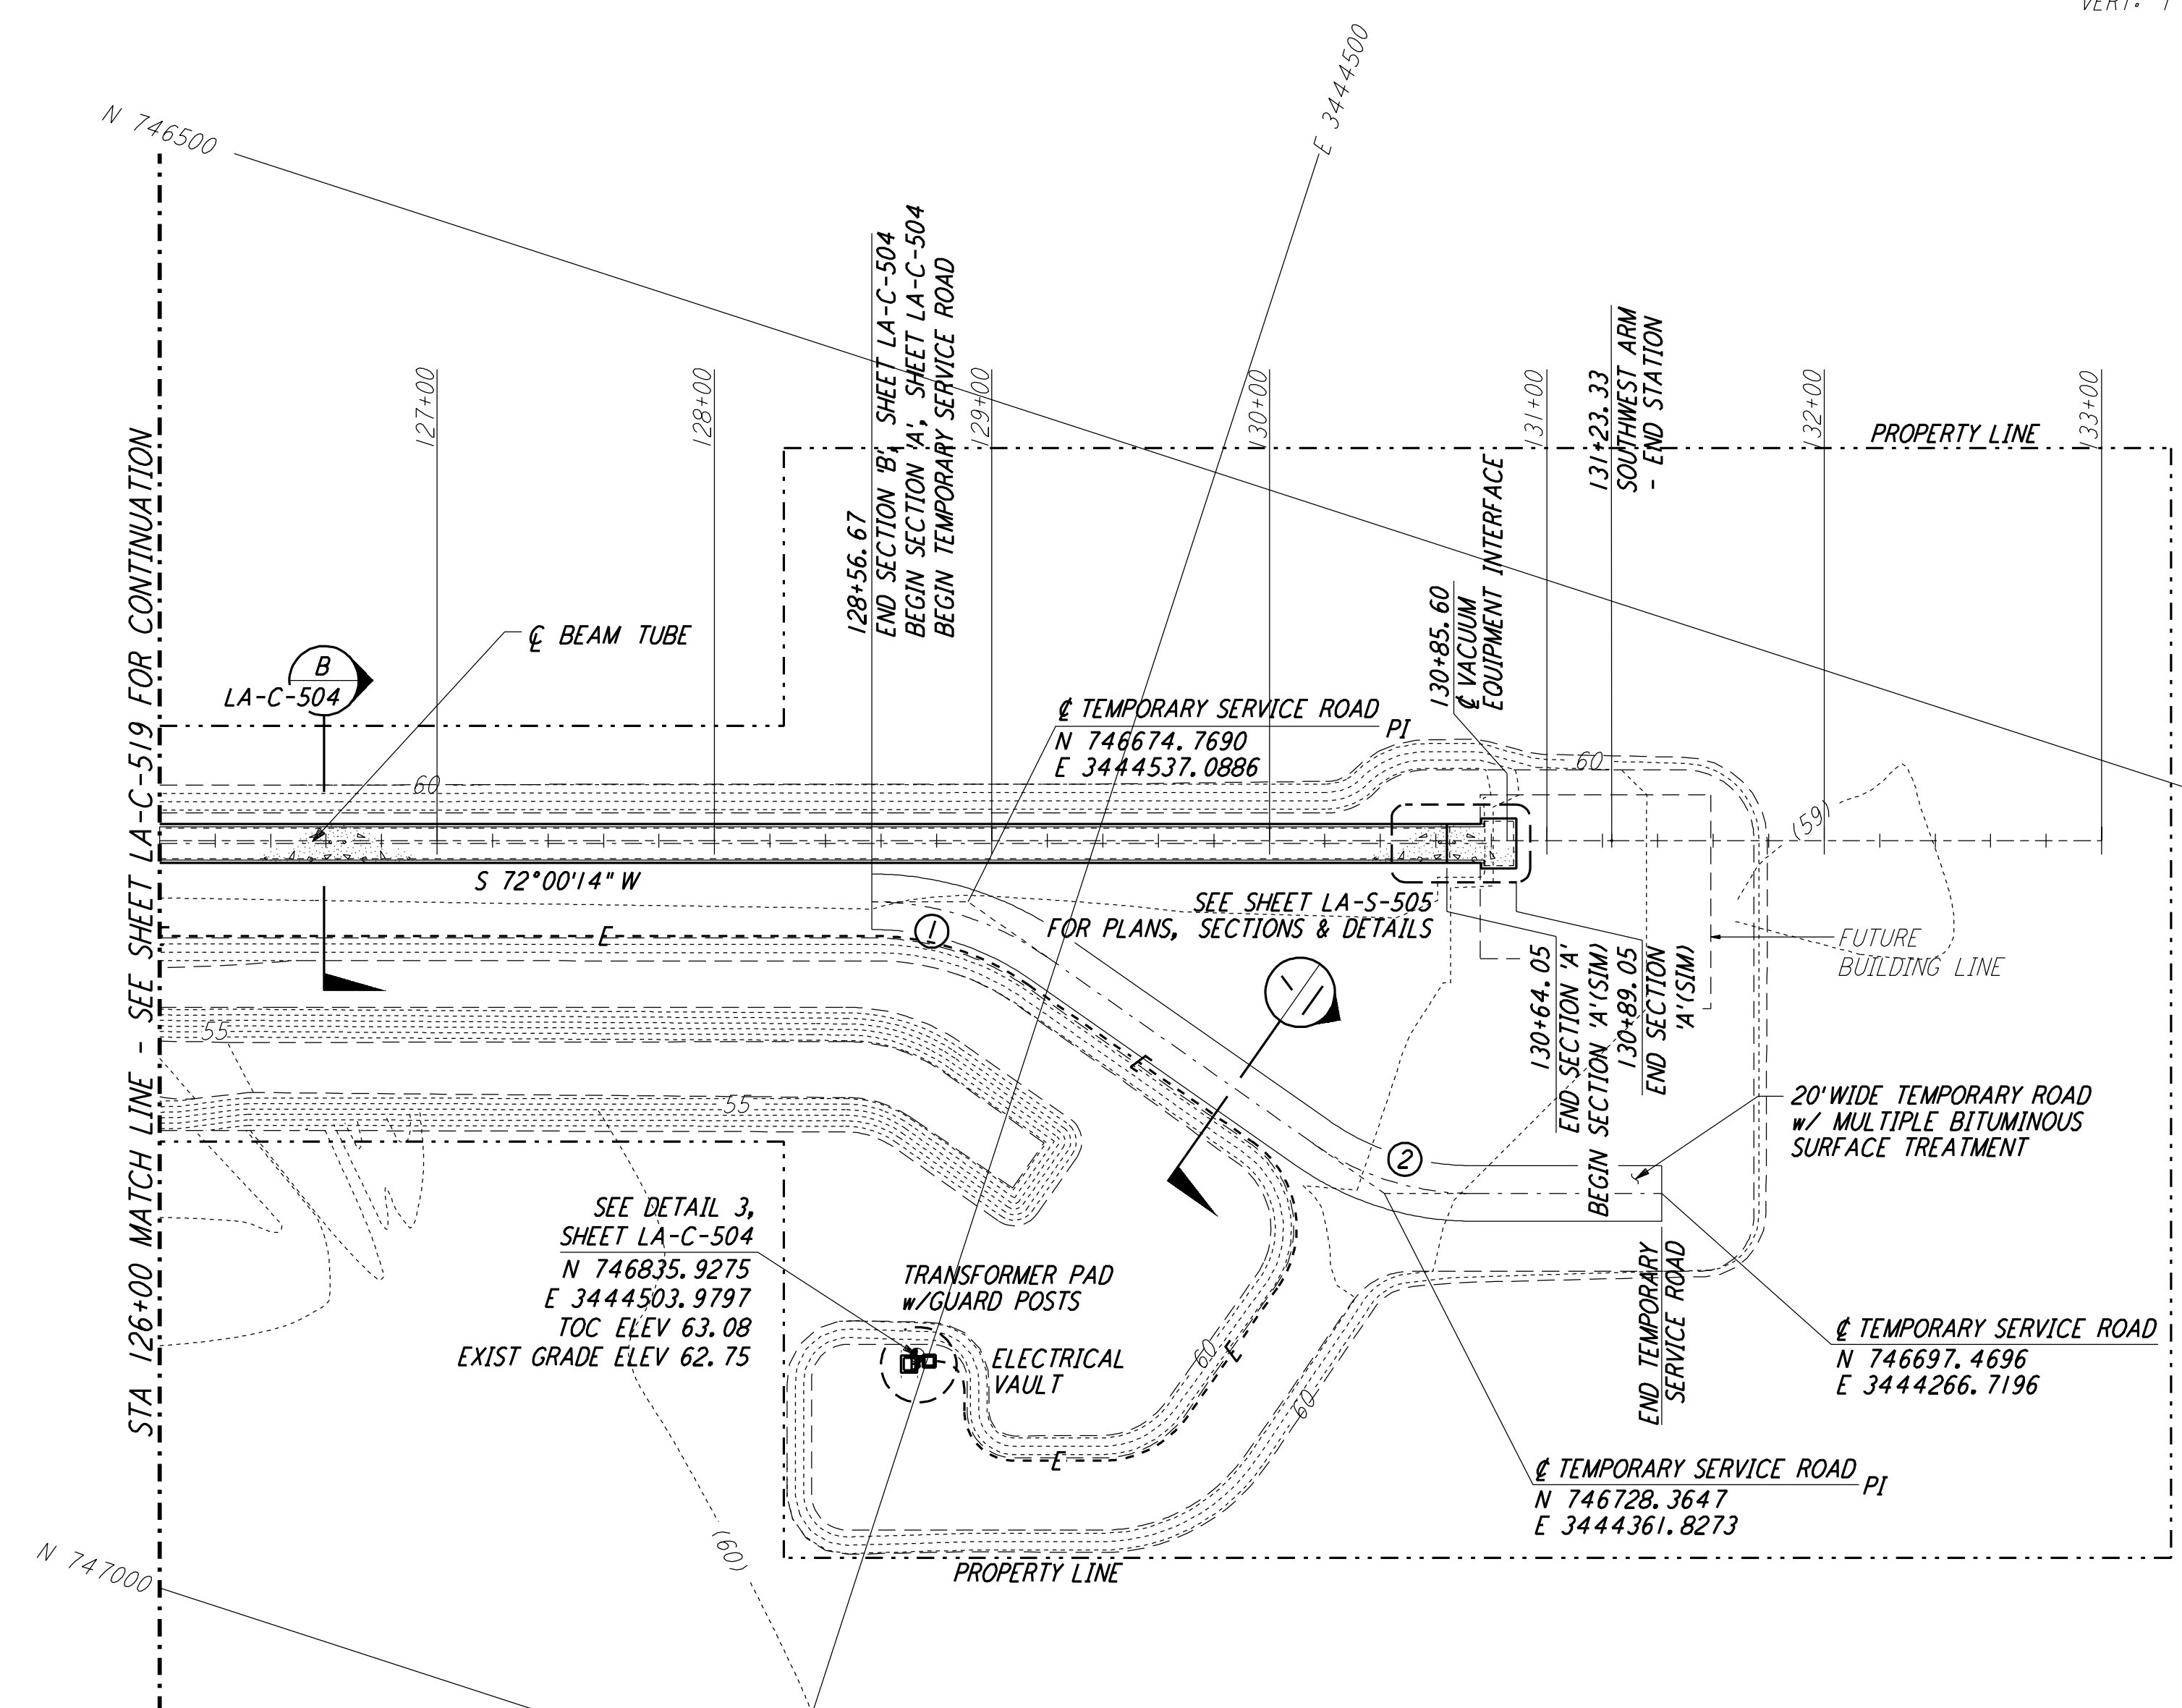 VERT. 1
N 746500
E 3444500
127+00
128+00
128+56.67
END SECTION 'B', SHEET LA-C-504
BEGIN SECTION 'A', SHEET LA-C-504
BEGIN TEMPORARY SERVICE ROAD
129+00
130+00
131+00
131+23.33
SOUTHWEST ARM
- END STATION
132+00
133+00
PROPERTY LINE
STA 126+00 MATCH LINE - SEE SHEET LA-C-519 FOR CONTINUATION
B
LA-C-504
℄ BEAM TUBE
130+85.60
℄ VACUUM
EQUIPMENT INTERFACE
℄ TEMPORARY SERVICE ROAD PI
N 746674.7690
E 3444537.0886
60
60
(59)
S 72°00'14" W
SEE SHEET LA-S-505
FOR PLANS, SECTIONS & DETAILS
1
E
FUTURE
BUILDING LINE
130+64.05
END SECTION 'A'
BEGIN SECTION 'A'(SIM)
130+89.05
END SECTION
'A'(SIM)
55
E
55
20' WIDE TEMPORARY ROAD
w/ MULTIPLE BITUMINOUS
SURFACE TREATMENT
2
SEE DETAIL 3,
SHEET LA-C-504
N 746835.9275
E 3444503.9797
TOC ELEV 63.08
EXIST GRADE ELEV 62.75
TRANSFORMER PAD
w/GUARD POSTS
ELECTRICAL
VAULT
60
E
60
END TEMPORARY
SERVICE ROAD
℄ TEMPORARY SERVICE ROAD
N 746697.4696
E 3444266.7196
E
℄ TEMPORARY SERVICE ROAD PI
N 746728.3647
E 3444361.8273
(60)
N 747000
PROPERTY LINE